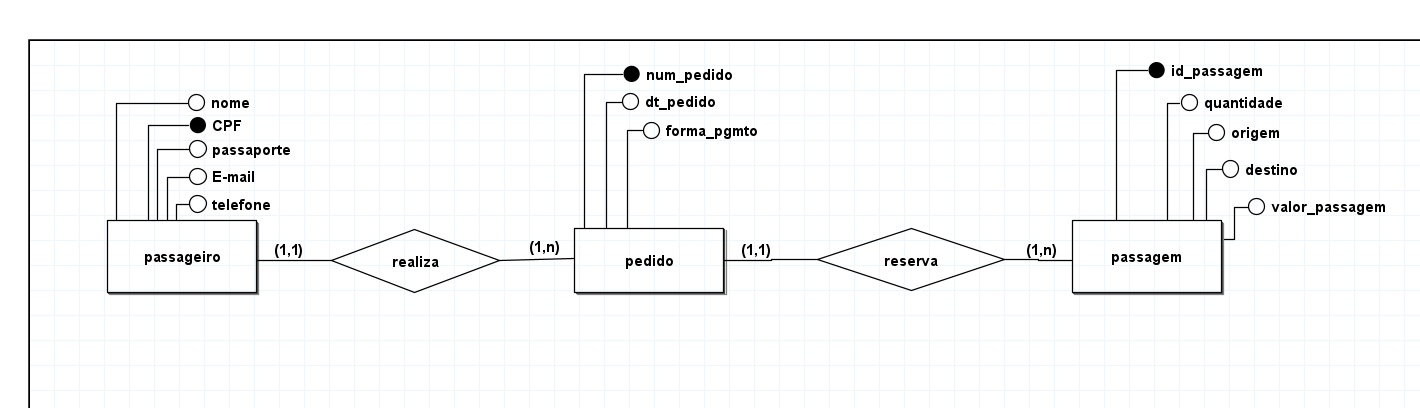 nome
CPF
passaporte
E-mail
telefone
passageiro
(1,1)
realiza
(1,n)
num_pedido
dt_pedido
forma_pgmto
pedido
(1,1)
reserva
(1,n)
id_passagem
quantidade
origem
destino
valor_passagem
passagem